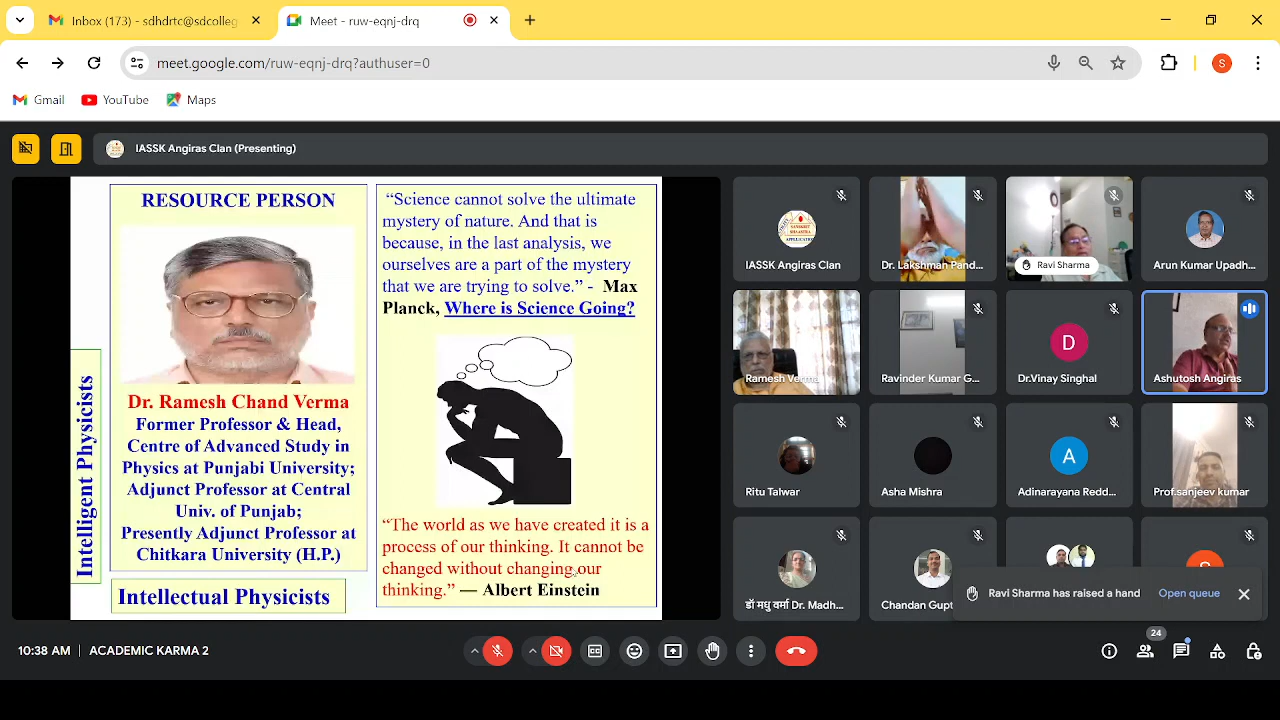 Inbox (173) - sdhdrtc@sdcolleg
Meet - ruw-eqnj-drq
meet.google.com/ruw-eqnj-drq?authuser=0
S
Gmail
YouTube
Maps
IASSK Angiras Clan (Presenting)
RESOURCE PERSON
Dr. Ramesh Chand Verma
Former Professor & Head,
Centre of Advanced Study in
Physics at Punjabi University;
Adjunct Professor at Central
Univ. of Punjab;
Presently Adjunct Professor at
Chitkara University (H.P.)
Intelligent Physicists
Intellectual Physicists
“Science cannot solve the ultimate
mystery of nature. And that is
because, in the last analysis, we
ourselves are a part of the mystery
that we are trying to solve.” - Max
Planck, Where is Science Going?
“The world as we have created it is a
process of our thinking. It cannot be
changed without changing our
thinking.” — Albert Einstein
SANSKRIT
SHAASTRA
APPLICATION
IASSK Angiras Clan
Dr. Lakshman Pand...
Ravi Sharma
Arun Kumar Upadh...
Ramesh Verma
Ravinder Kumar G...
D
Dr.Vinay Singhal
Ashutosh Angiras
Ritu Talwar
Asha Mishra
A
Adinarayana Redd...
Prof.sanjeev kumar
डॉ मधु वर्मा Dr. Madh...
Chandan Gupt
Ravi Sharma has raised a hand
Open queue
10:38 AM | ACADEMIC KARMA 2
24